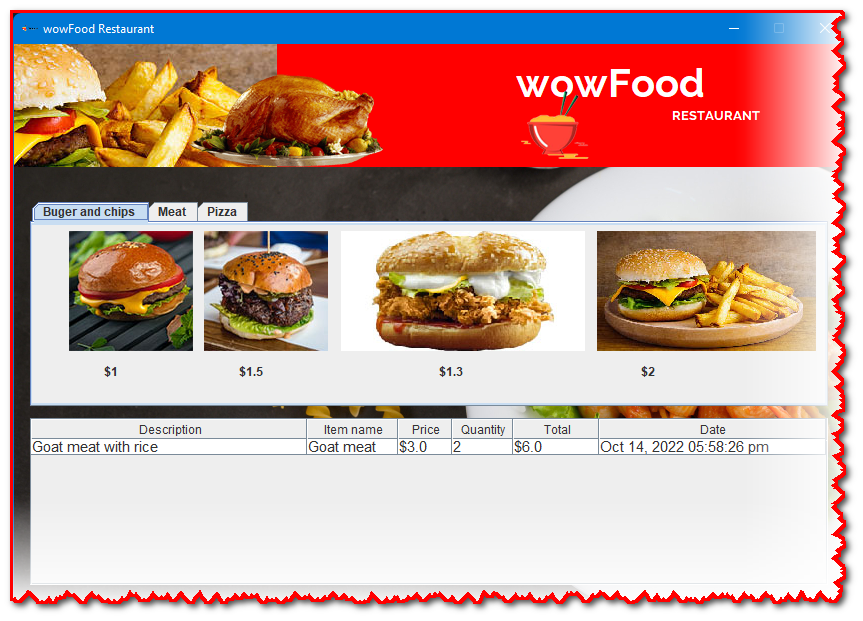 wowFood Restaurant
wowFood
RESTAURANT
Buger and chips Meat Pizza
$1 $1.5 $1.3 $2
Description Item name Price Quantity Total Date
Goat meat with rice Goat meat $3.0 2 $6.0 Oct 14, 2022 05:58:26 pm